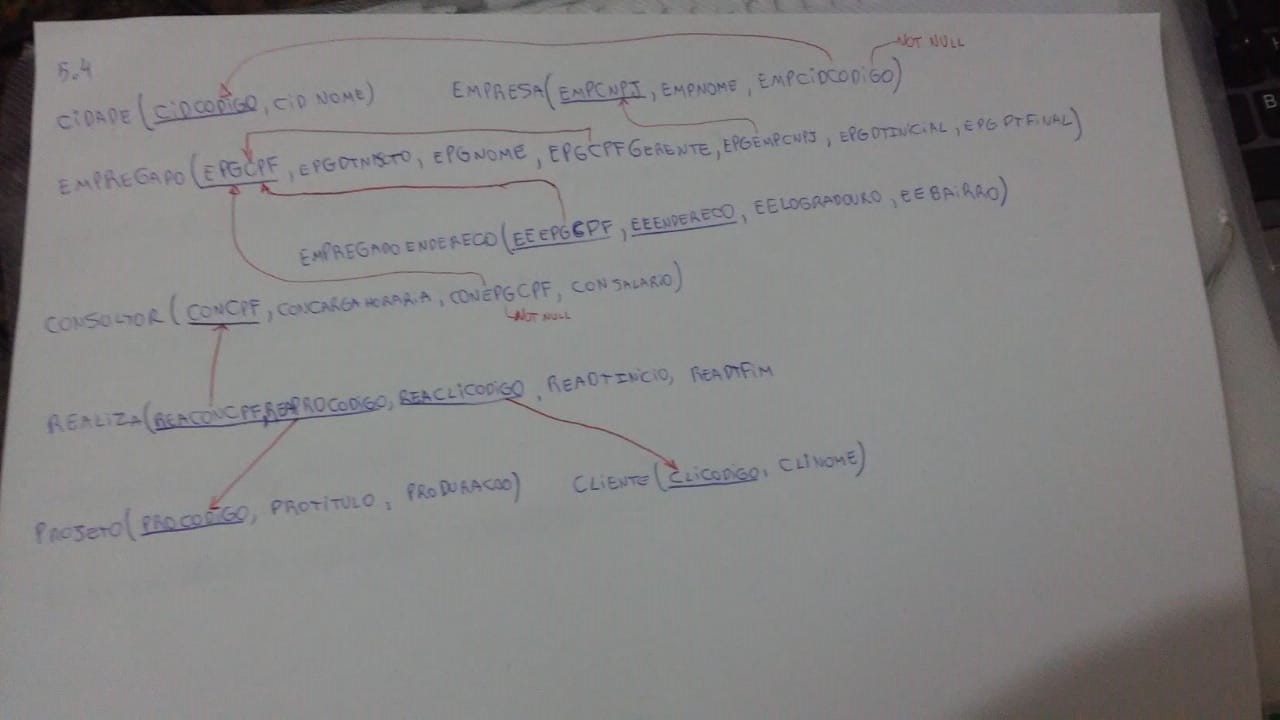 5.4
NOT NULL
CIDADE (CIDCODIGO, CIDNOME) EMPRESA (EMPCNPJ, EMPNOME, EMPCIDCODIGO)
EMPREGADO (EPGCPF, EPGDTNASCTO, EPGNOME, EPGCPFGERENTE, EPGEMPCNPJ, EPGDTINICIAL, EPGDTFINAL)
EMPREGADOENDERECO (EEEPGCPF, EEENDERECO, EELOGRADOURO, EEBAIRRO)
CONSULTOR (CONCPF, CONCARGAHORARIA, CONEPGCPF, CONSALARIO)
NOT NULL
REALIZA (REACONCPF, REAPROCODIGO, REACLICODIGO, READTINICIO, READTFIM
PROJETO (PROCODIGO, PROTITULO, PRODURACAO) CLIENTE (CLICODIGO, CLINOME)